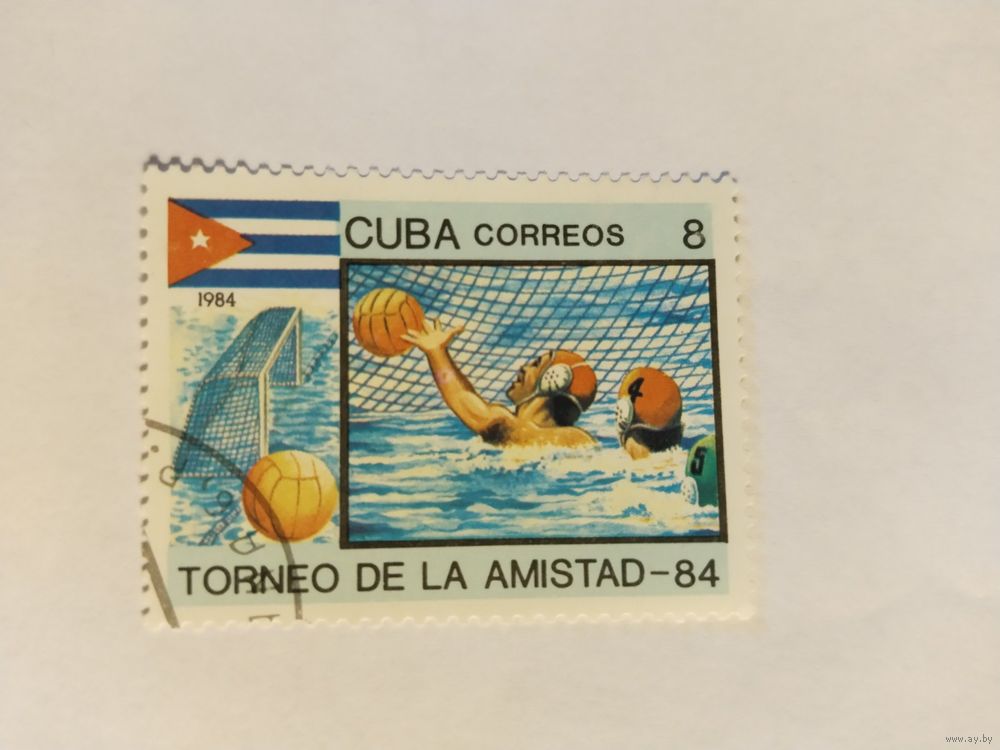 CUBA CORREOS 8
1984
4
5
TORNEO DE LA AMISTAD-84
www.ay.by